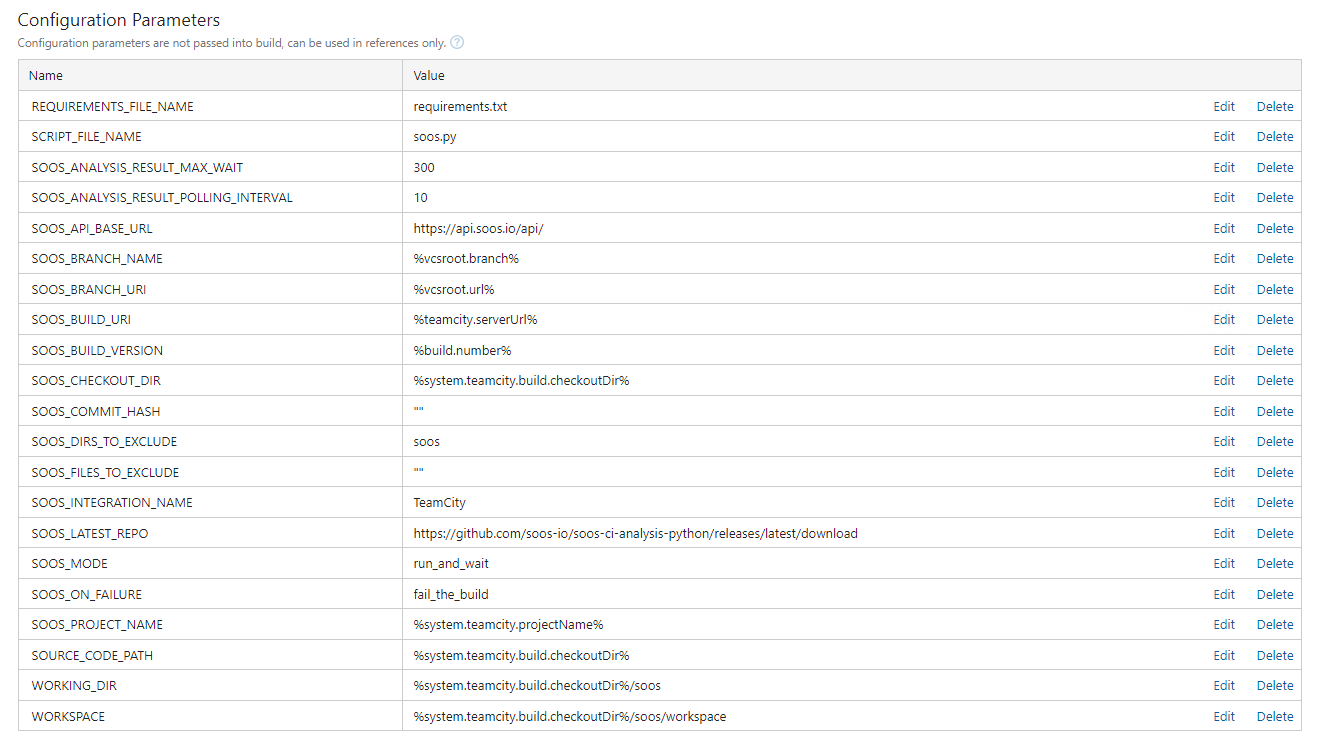 Configuration Parameters
Configuration parameters are not passed into build, can be used in references only. ?
Name Value
REQUIREMENTS_FILE_NAME requirements.txt Edit Delete
SCRIPT_FILE_NAME soos.py Edit Delete
SOOS_ANALYSIS_RESULT_MAX_WAIT 300 Edit Delete
SOOS_ANALYSIS_RESULT_POLLING_INTERVAL 10 Edit Delete
SOOS_API_BASE_URL https://api.soos.io/api/ Edit Delete
SOOS_BRANCH_NAME %vcsroot.branch% Edit Delete
SOOS_BRANCH_URI %vcsroot.url% Edit Delete
SOOS_BUILD_URI %teamcity.serverUrl% Edit Delete
SOOS_BUILD_VERSION %build.number% Edit Delete
SOOS_CHECKOUT_DIR %system.teamcity.build.checkoutDir% Edit Delete
SOOS_COMMIT_HASH "" Edit Delete
SOOS_DIRS_TO_EXCLUDE soos Edit Delete
SOOS_FILES_TO_EXCLUDE "" Edit Delete
SOOS_INTEGRATION_NAME TeamCity Edit Delete
SOOS_LATEST_REPO https://github.com/soos-io/soos-ci-analysis-python/releases/latest/download Edit Delete
SOOS_MODE run_and_wait Edit Delete
SOOS_ON_FAILURE fail_the_build Edit Delete
SOOS_PROJECT_NAME %system.teamcity.projectName% Edit Delete
SOURCE_CODE_PATH %system.teamcity.build.checkoutDir% Edit Delete
WORKING_DIR %system.teamcity.build.checkoutDir%/soos Edit Delete
WORKSPACE %system.teamcity.build.checkoutDir%/soos/workspace Edit Delete